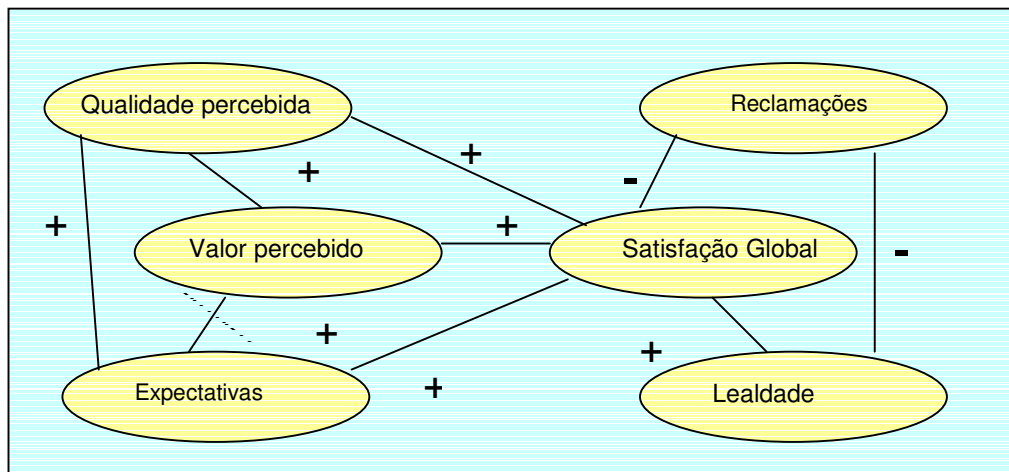 Qualidade percebida
Reclamações
+
+
-
+
+
Valor percebido
Satisfação Global
-
+
+
+
Expectativas
Lealdade